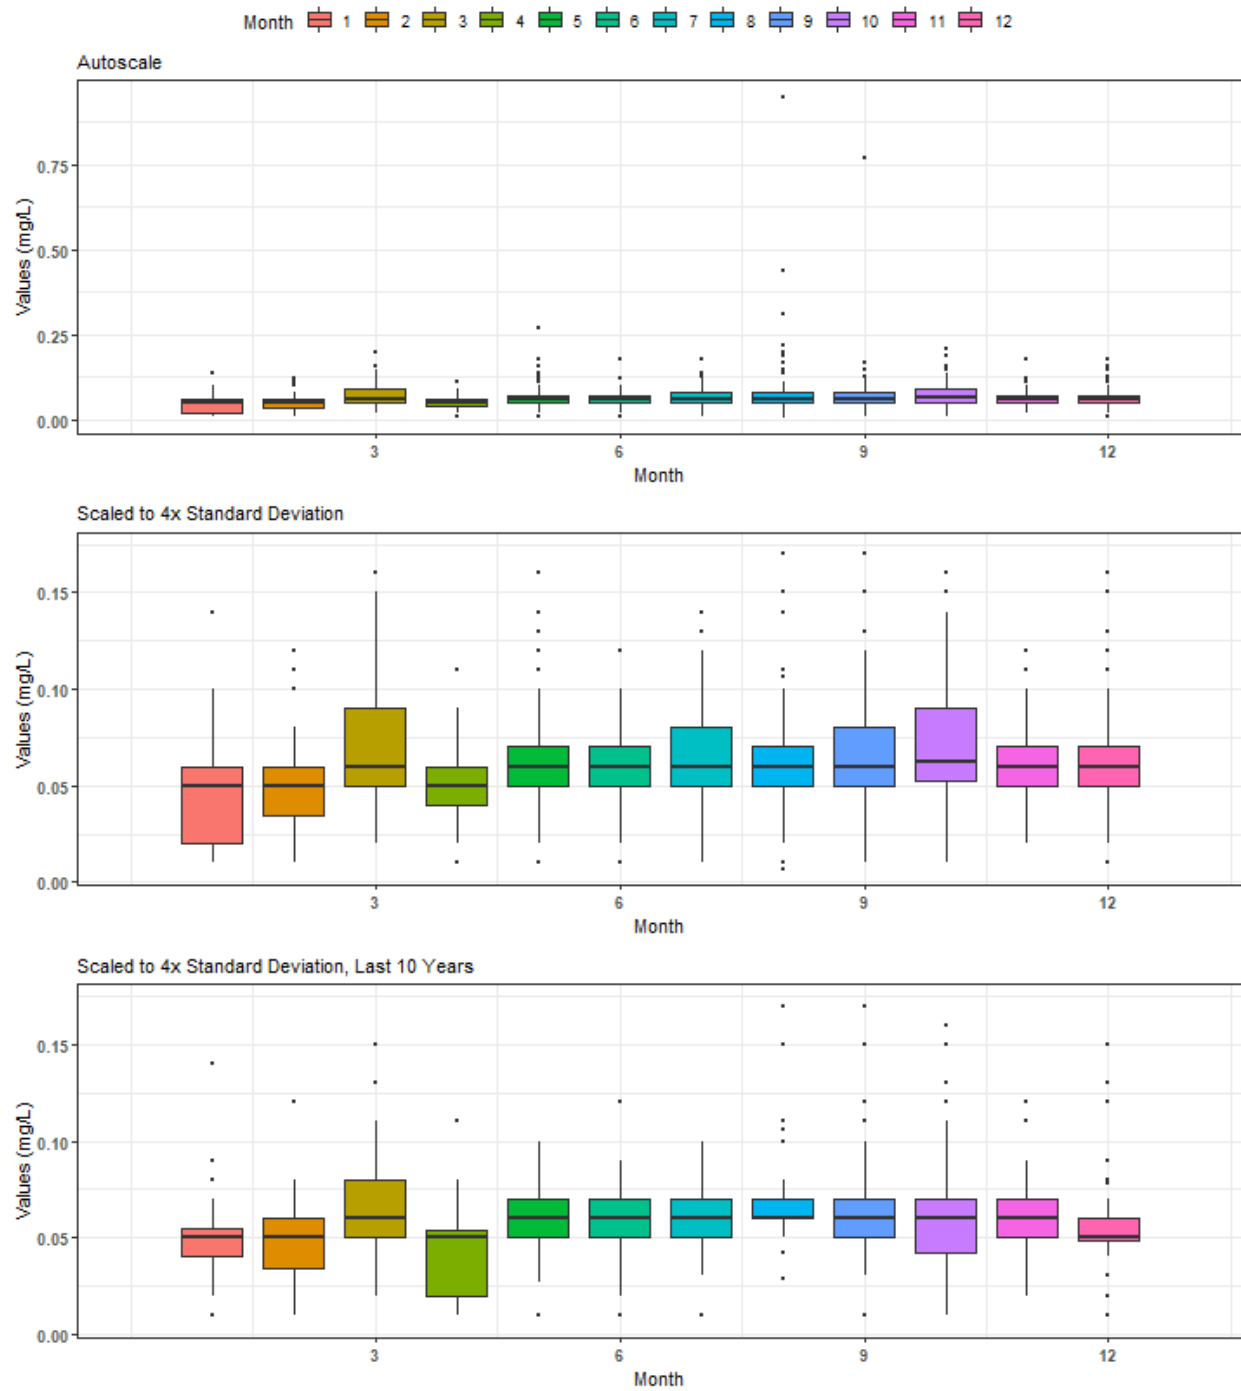 Month 1 2 3 4 5 6 7 8 9 10 11 12
Autoscale
Values (mg/L)
0.75
0.50
0.25
0.00
3 6 9 12
Month
Scaled to 4x Standard Deviation
Values (mg/L)
0.15
0.10
0.05
0.00
3 6 9 12
Month
Scaled to 4x Standard Deviation, Last 10 Years
Values (mg/L)
0.15
0.10
0.05
0.00
3 6 9 12
Month